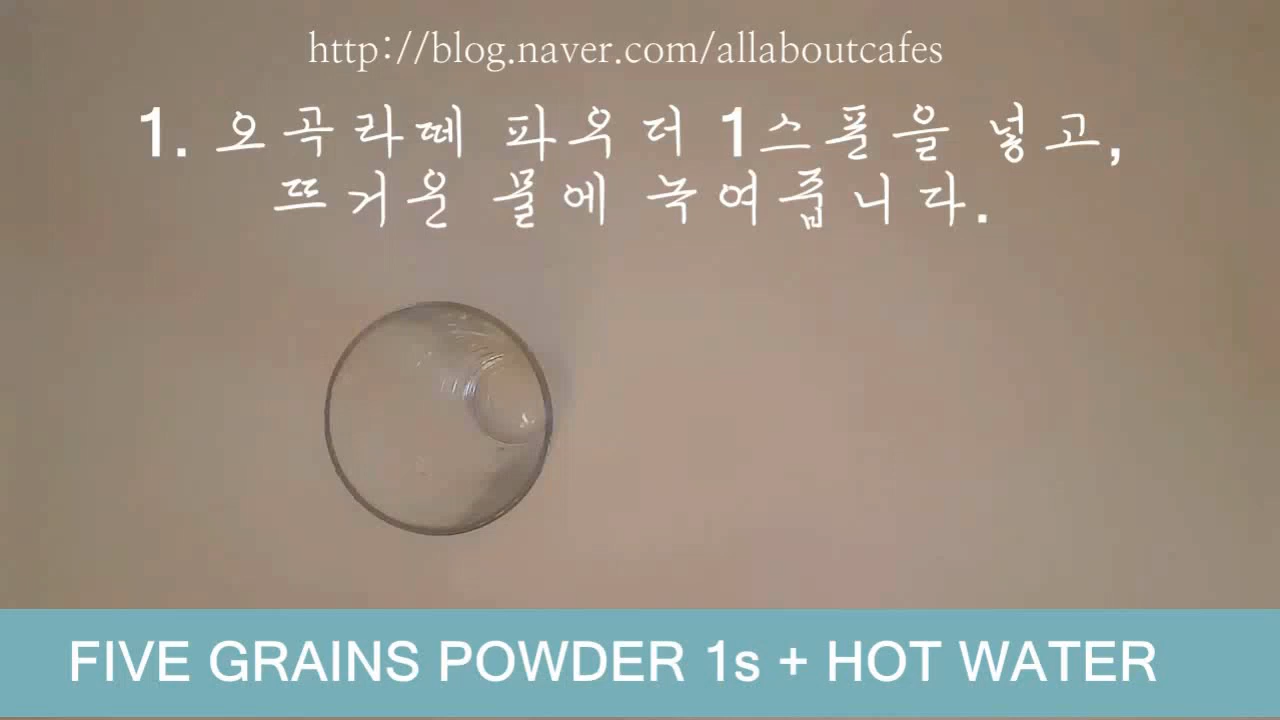 http://blog.naver.com/allaboutcafes
1. 오곡라떼 파우더 1스푼을 넣고,
뜨거운 물에 녹여줍니다.
FIVE GRAINS POWDER 1s + HOT WATER